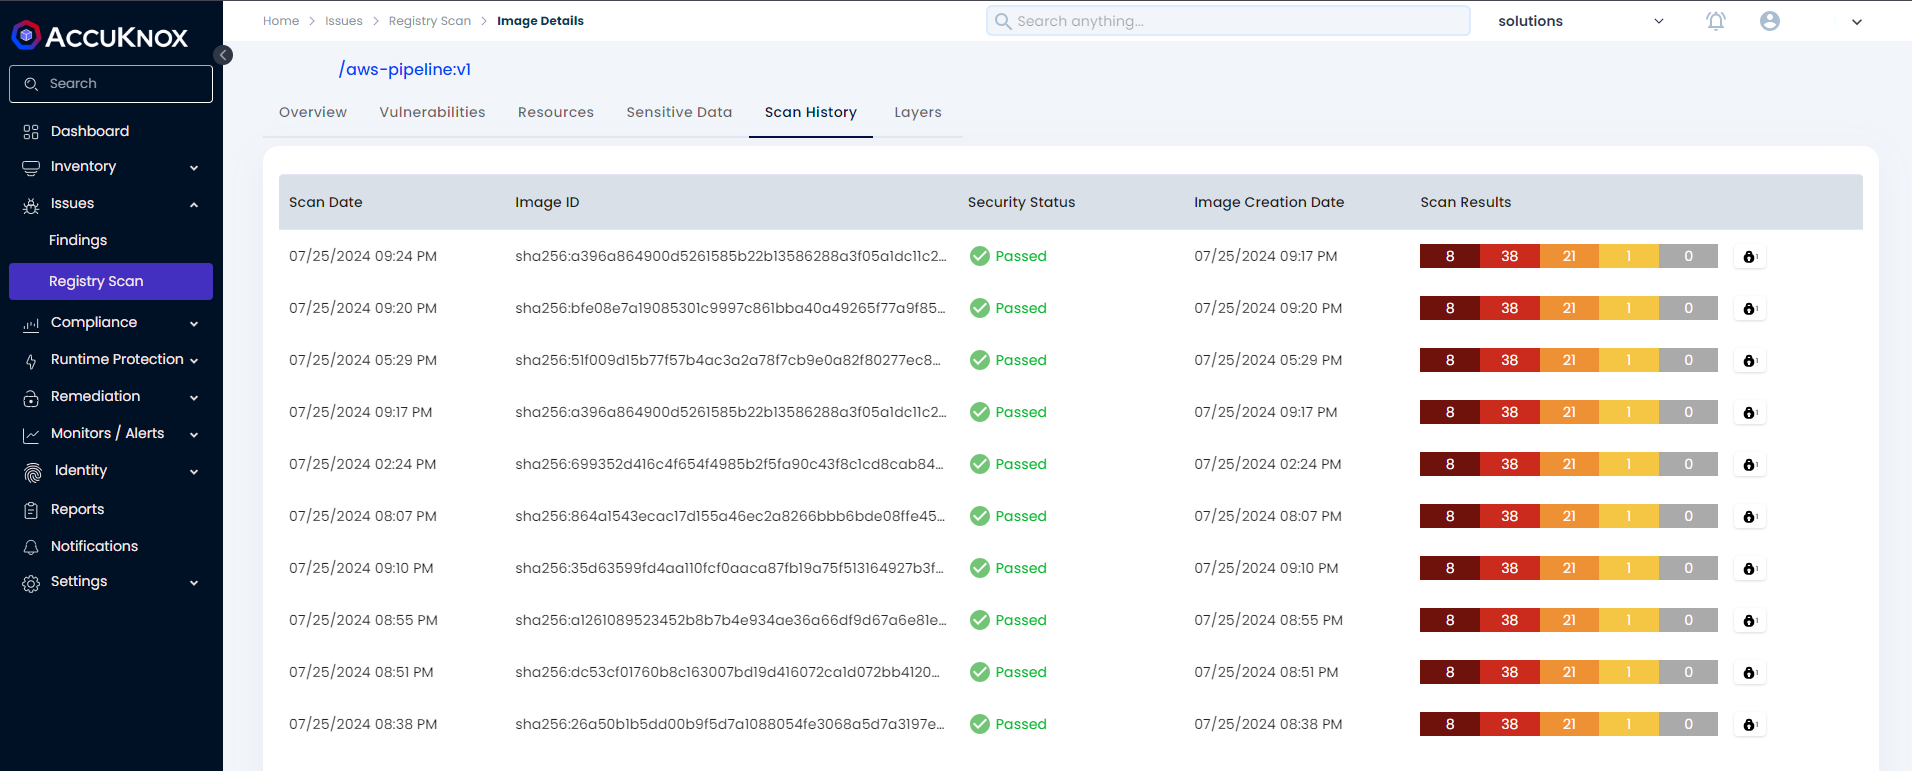 ACCUKNOX
Search
Dashboard
Inventory
Issues
Findings
Registry Scan
Compliance
Runtime Protection
Remediation
Monitors / Alerts
Identity
Reports
Notifications
Settings
Home > Issues > Registry Scan > Image Details
Search anything...
solutions
/aws-pipeline:v1
Overview Vulnerabilities Resources Sensitive Data Scan History Layers
Scan Date Image ID Security Status Image Creation Date Scan Results
07/25/2024 09:24 PM sha256:a396a864900d5261585b22b13586288a3f05a1dc11c2... Passed 07/25/2024 09:17 PM 8 38 21 1 0 1
07/25/2024 09:20 PM sha256:bfe08e7a19085301c9997c861bba40a49265f77a9f85... Passed 07/25/2024 09:20 PM 8 38 21 1 0 1
07/25/2024 05:29 PM sha256:51f009d15b77f57b4ac3a2a78f7cb9e0a82f80277ec8... Passed 07/25/2024 05:29 PM 8 38 21 1 0 1
07/25/2024 09:17 PM sha256:a396a864900d5261585b22b13586288a3f05a1dc11c2... Passed 07/25/2024 09:17 PM 8 38 21 1 0 1
07/25/2024 02:24 PM sha256:699352d416c4f654f4985b2f5fa90c43f8c1cd8cab84... Passed 07/25/2024 02:24 PM 8 38 21 1 0 1
07/25/2024 08:07 PM sha256:864a1543ecac17d155a46ec2a8266bbb6bde08ffe45... Passed 07/25/2024 08:07 PM 8 38 21 1 0 1
07/25/2024 09:10 PM sha256:35d63599fd4aa110fcf0aaca87fb19a75f513164927b3f... Passed 07/25/2024 09:10 PM 8 38 21 1 0 1
07/25/2024 08:55 PM sha256:a1261089523452b8b7b4e934ae36a66df9d67a6e81e... Passed 07/25/2024 08:55 PM 8 38 21 1 0 1
07/25/2024 08:51 PM sha256:dc53cf01760b8c163007bd19d416072ca1d072bb4120... Passed 07/25/2024 08:51 PM 8 38 21 1 0 1
07/25/2024 08:38 PM sha256:26a50b1b5dd00b9f5d7a1088054fe3068a5d7a3197e... Passed 07/25/2024 08:38 PM 8 38 21 1 0 1